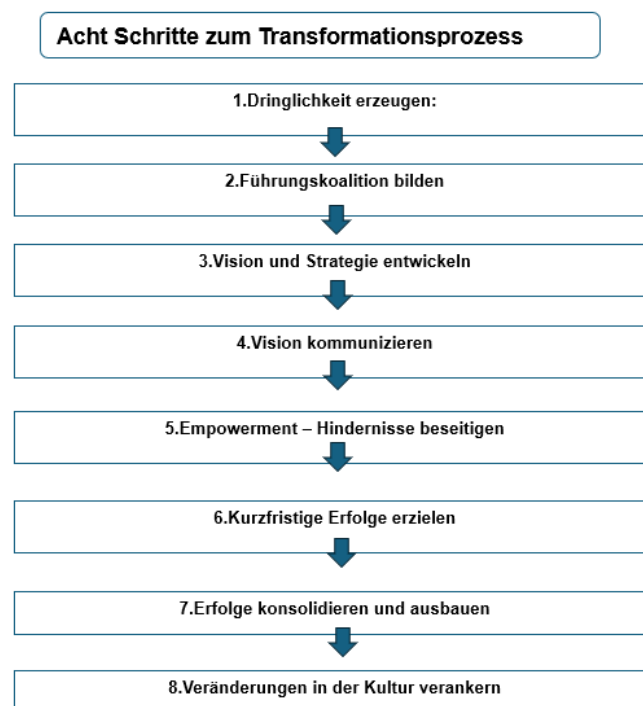 Acht Schritte zum Transformationsprozess
1.Dringlichkeit erzeugen:
2.Führungskoalition bilden
3.Vision und Strategie entwickeln
4.Vision kommunizieren
5.Empowerment – Hindernisse beseitigen
6.Kurzfristige Erfolge erzielen
7.Erfolge konsolidieren und ausbauen
8.Veränderungen in der Kultur verankern